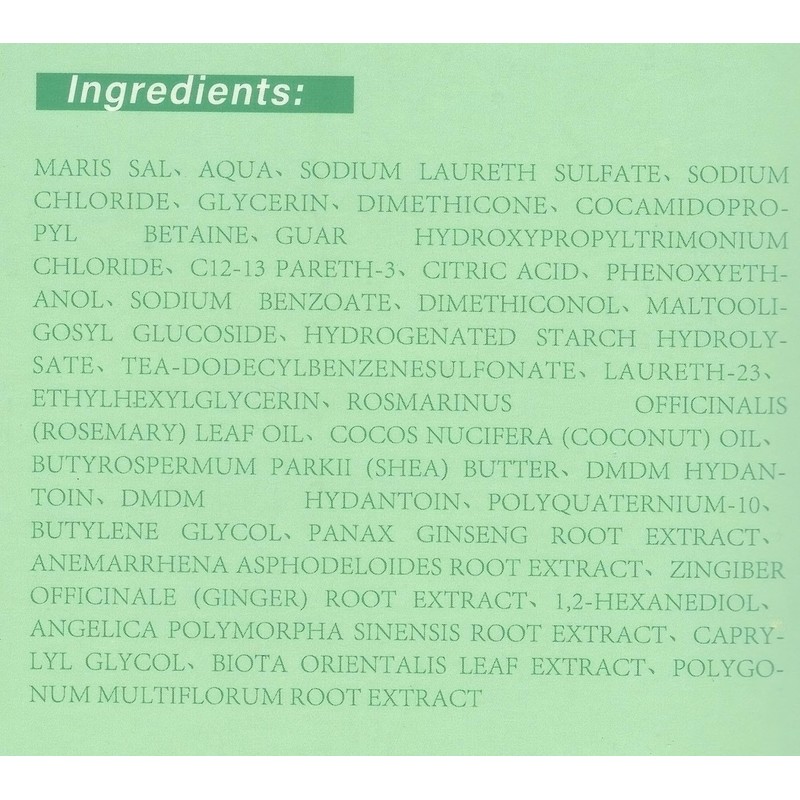 Ingredients:
MARIS SAL、AQUA、SODIUM LAURETH SULFATE、SODIUM
CHLORIDE、GLYCERIN、DIMETHICONE、COCAMIDOPRO-
PYL BETAINE、GUAR HYDROXYPROPYLTRIMONIUM
CHLORIDE、C12-13 PARETH-3、CITRIC ACID、PHENOXYETH-
ANOL、SODIUM BENZOATE、DIMETHICONOL、MALTOOLI-
GOSYL GLUCOSIDE、HYDROGENATED STARCH HYDROLY-
SATE、TEA-DODECYLBENZENESULFONATE、LAURETH-23、
ETHYLHEXYLGLYCERIN、ROSMARINUS OFFICINALIS
(ROSEMARY) LEAF OIL、COCOS NUCIFERA (COCONUT) OIL、
BUTYROSPERMUM PARKII (SHEA) BUTTER、DMDM HYDAN-
TOIN、DMDM HYDANTOIN、POLYQUATERNIUM-10、
BUTYLENE GLYCOL、PANAX GINSENG ROOT EXTRACT、
ANEMARRHENA ASPHODELOIDES ROOT EXTRACT、ZINGIBER
OFFICINALE (GINGER) ROOT EXTRACT、1,2-HEXANEDIOL、
ANGELICA POLYMORPHA SINENSIS ROOT EXTRACT、CAPRY-
LYL GLYCOL、BIOTA ORIENTALIS LEAF EXTRACT、POLYGO-
NUM MULTIFLORUM ROOT EXTRACT